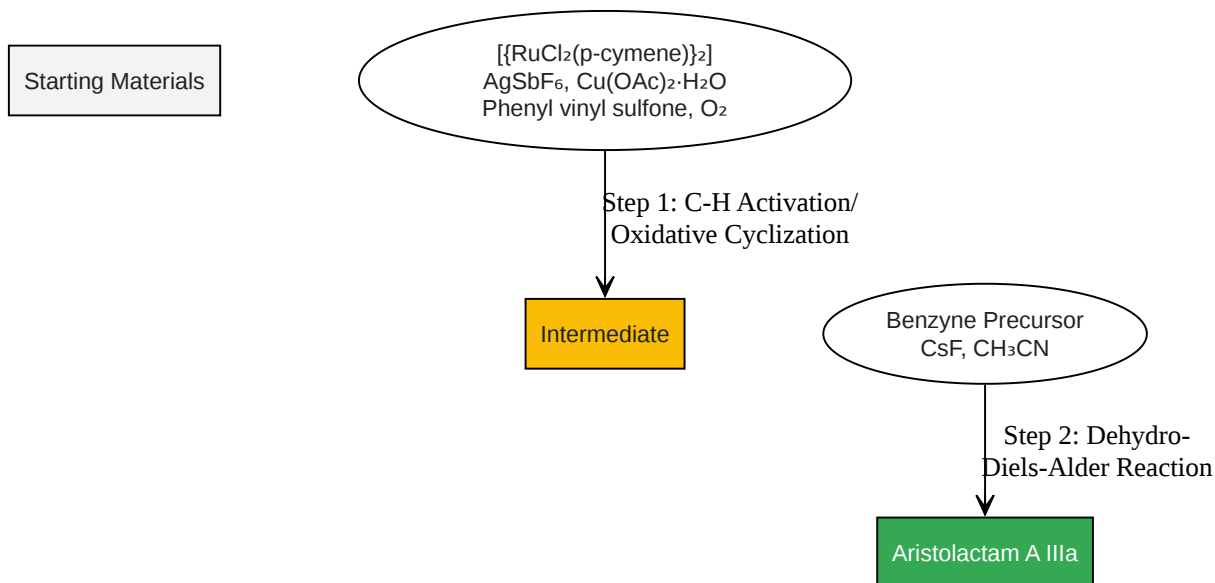 Starting Materials
[{RuCl₂(p-cymene)}₂]
AgSbF₆, Cu(OAc)₂·H₂O
Phenyl vinyl sulfone, O₂
Step 1: C-H Activation/
Oxidative Cyclization
Intermediate
Benzyne Precursor
CsF, CH₃CN
Step 2: Dehydro-
Diels-Alder Reaction
Aristolactam A IIIa